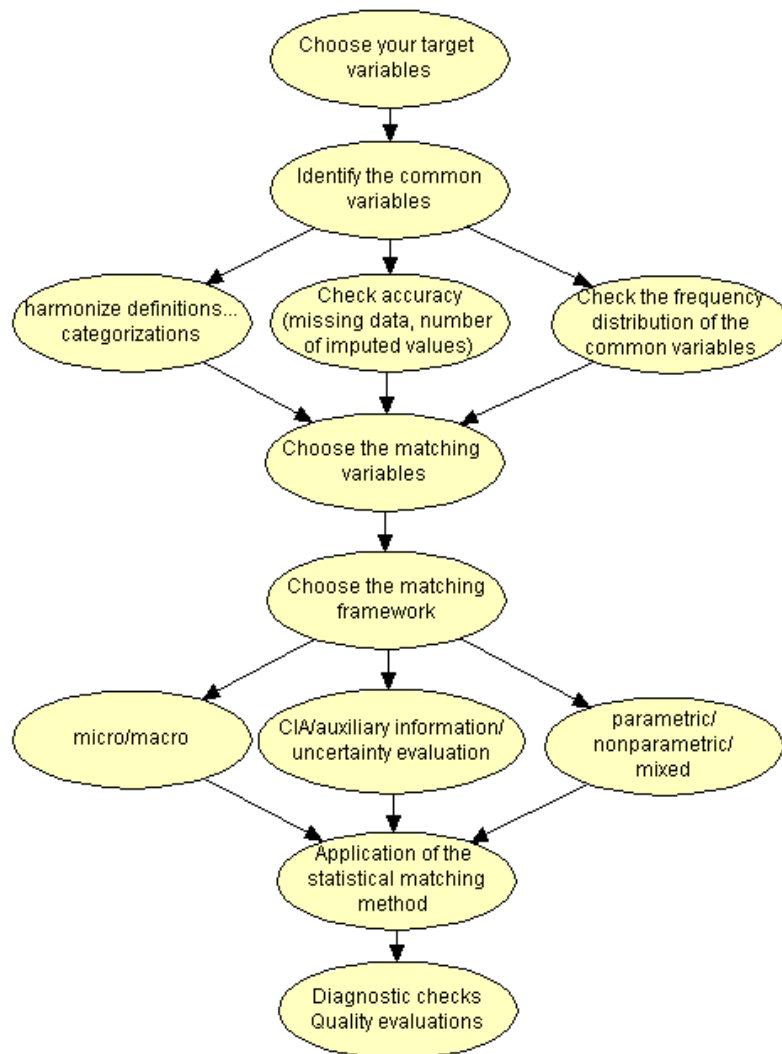 Choose your target
variables
Identify the common
variables
harmonize definitions...
categorizations
Check accuracy
(missing data, number
of imputed values)
Check the frequency
distribution of the
common variables
Choose the matching
variables
Choose the matching
framework
micro/macro
CIA/auxiliary information/
uncertainty evaluation
parametric/
nonparametric/
mixed
Application of the
statistical matching
method
Diagnostic checks
Quality evaluations